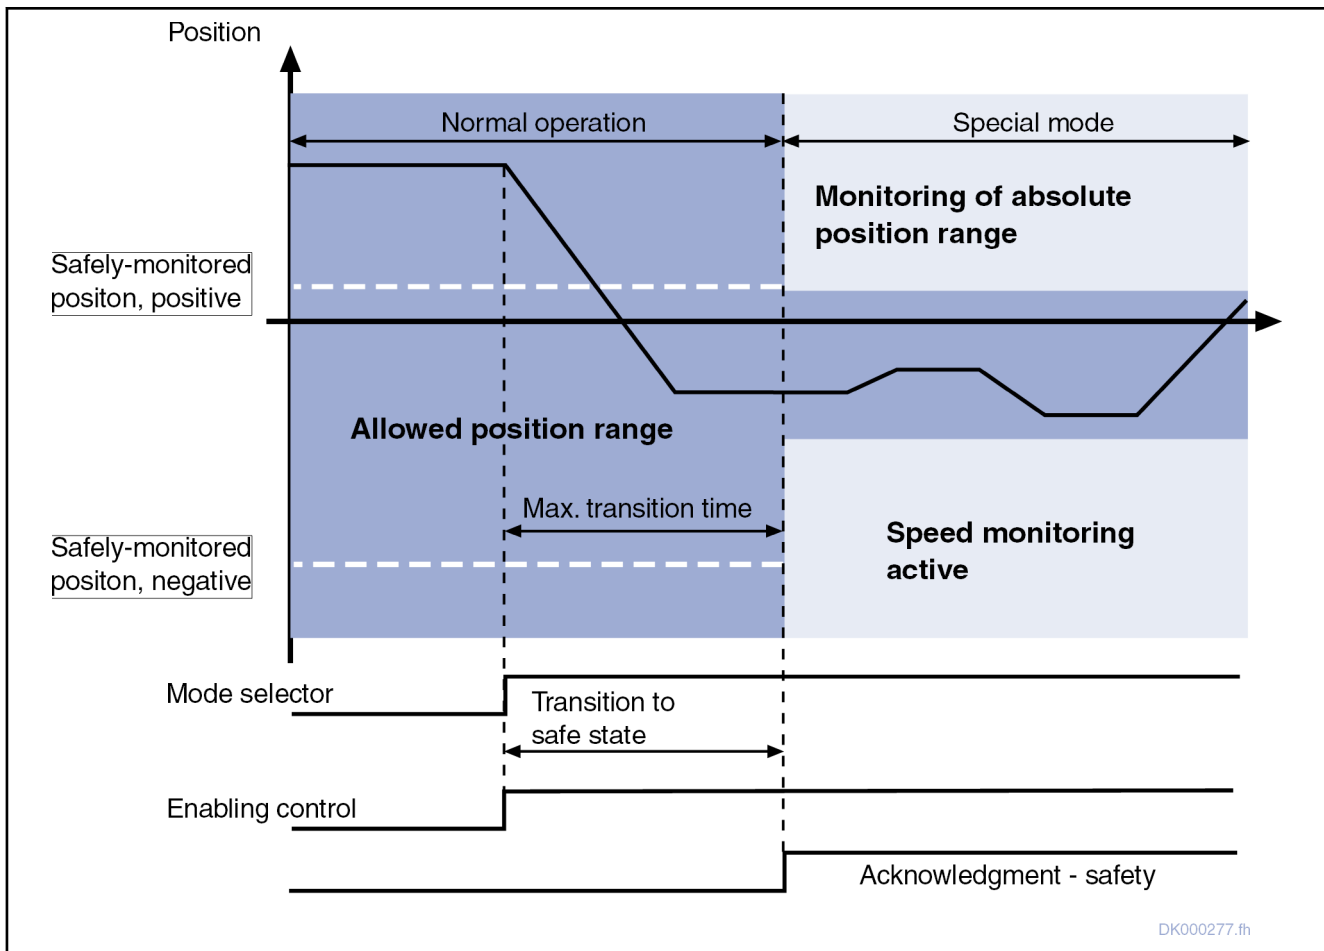 Position
Normal operation
Special mode
Monitoring of absolute
position range
Safely-monitored
positon, positive
Allowed position range
Max. transition time
Speed monitoring
active
Safely-monitored
positon, negative
Mode selector
Transition to
safe state
Enabling control
Acknowledgment - safety
DK000277.fh